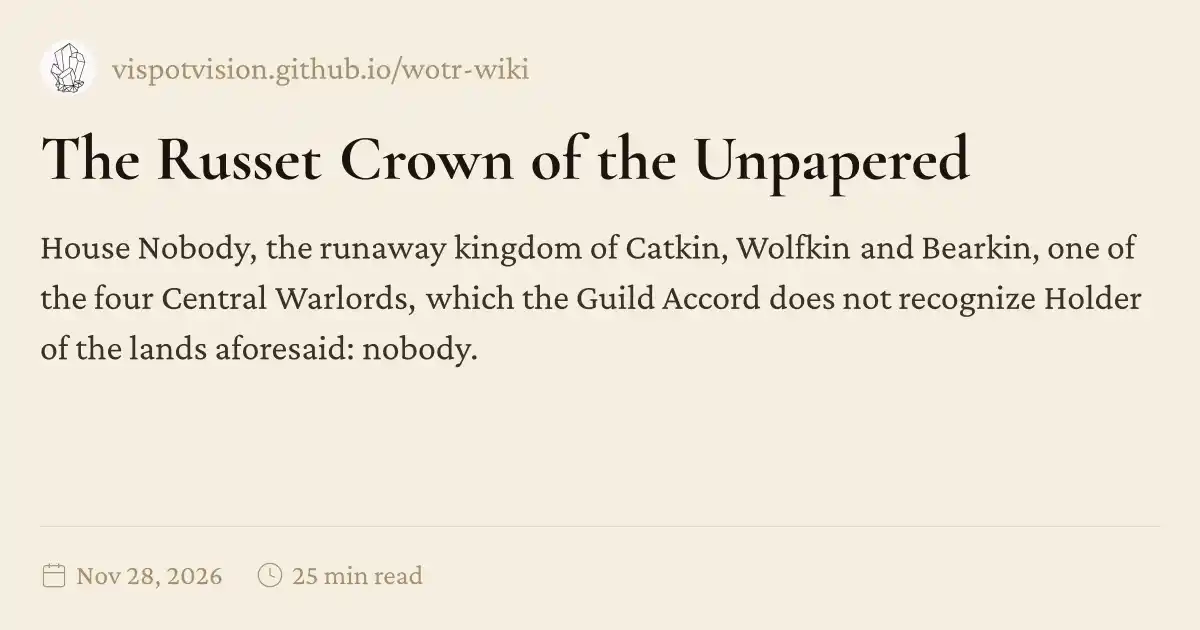 vispotvision.github.io/wotr-wiki
The Russet Crown of the Unpapered
House Nobody, the runaway kingdom of Catkin, Wolfkin and Bearkin, one of
the four Central Warlords, which the Guild Accord does not recognize Holder
of the lands aforesaid: nobody.
Nov 28, 2026
25 min read